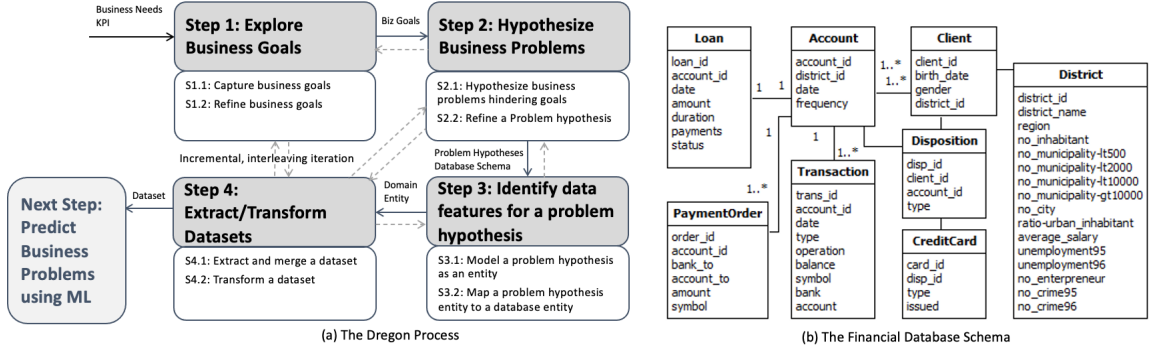 Business Needs
KPI
Step 1: Explore
Business Goals
S1.1: Capture business goals
S1.2: Refine business goals
Biz Goals
Step 2: Hypothesize
Business Problems
S2.1: Hypothesize business
problems hindering goals
S2.2: Refine a Problem hypothesis
Incremental, interleaving iteration
Problem Hypotheses
Database Schema
Step 3: Identify data
features for a problem
hypothesis
S3.1: Model a problem hypothesis
as an entity
S3.2: Map a problem hypothesis
entity to a database entity
Domain
Entity
Step 4:
Extract/Transform
Datasets
S4.1: Extract and merge a dataset
S4.2: Transform a dataset
Dataset
Next Step:
Predict
Business
Problems
using ML
(a) The Dregon Process
Loan
loan_id
account_id
date
amount
duration
payments
status
1
1
Account
account_id
district_id
date
frequency
1..*
1..*
Client
client_id
birth_date
gender
district_id
District
district_id
district_name
region
no_inhabitant
no_municipality-lt500
no_municipality-lt2000
no_municipality-lt10000
no_municipality-gt10000
no_city
ratio-urban_inhabitant
average_salary
unemployment95
unemployment96
no_enterpreneur
no_crime95
no_crime96
1
1
1..*
1..*
Disposition
disp_id
client_id
account_id
type
Transaction
trans_id
account_id
date
type
operation
balance
symbol
bank
account
PaymentOrder
order_id
account_id
bank_to
account_to
amount
symbol
CreditCard
card_id
disp_id
type
issued
(b) The Financial Database Schema